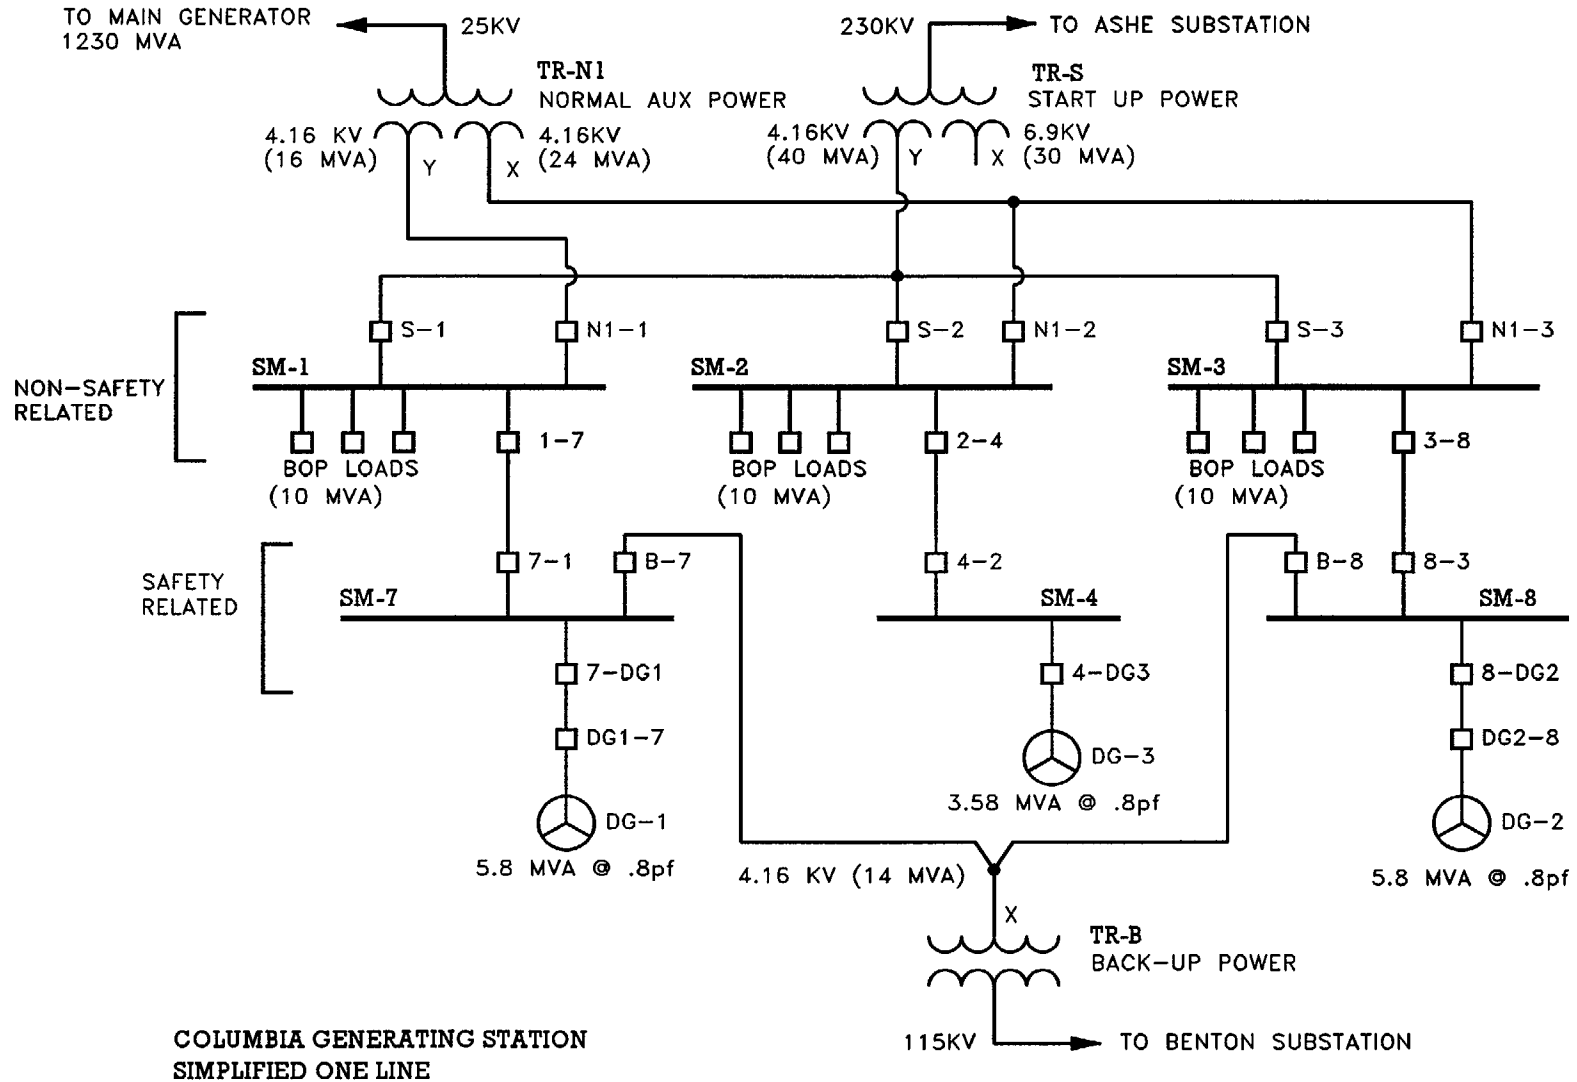 TO MAIN GENERATOR
1230 MVA
25KV
230KV
TO ASHE SUBSTATION
TR-N1
NORMAL AUX POWER
TR-S
START UP POWER
4.16 KV
(16 MVA)
Y
X
4.16KV
(24 MVA)
4.16KV
(40 MVA)
Y
X
6.9KV
(30 MVA)
S-1
N1-1
S-2
N1-2
S-3
N1-3
SM-1
SM-2
SM-3
NON-SAFETY
RELATED
1-7
2-4
3-8
BOP LOADS
(10 MVA)
BOP LOADS
(10 MVA)
BOP LOADS
(10 MVA)
7-1
B-7
4-2
B-8
8-3
SAFETY
RELATED
SM-7
SM-4
SM-8
7-DG1
4-DG3
8-DG2
DG1-7
DG-3
DG2-8
3.58 MVA @ .8pf
DG-1
DG-2
5.8 MVA @ .8pf
4.16 KV (14 MVA)
5.8 MVA @ .8pf
X
TR-B
BACK-UP POWER
115KV
TO BENTON SUBSTATION
COLUMBIA GENERATING STATION
SIMPLIFIED ONE LINE